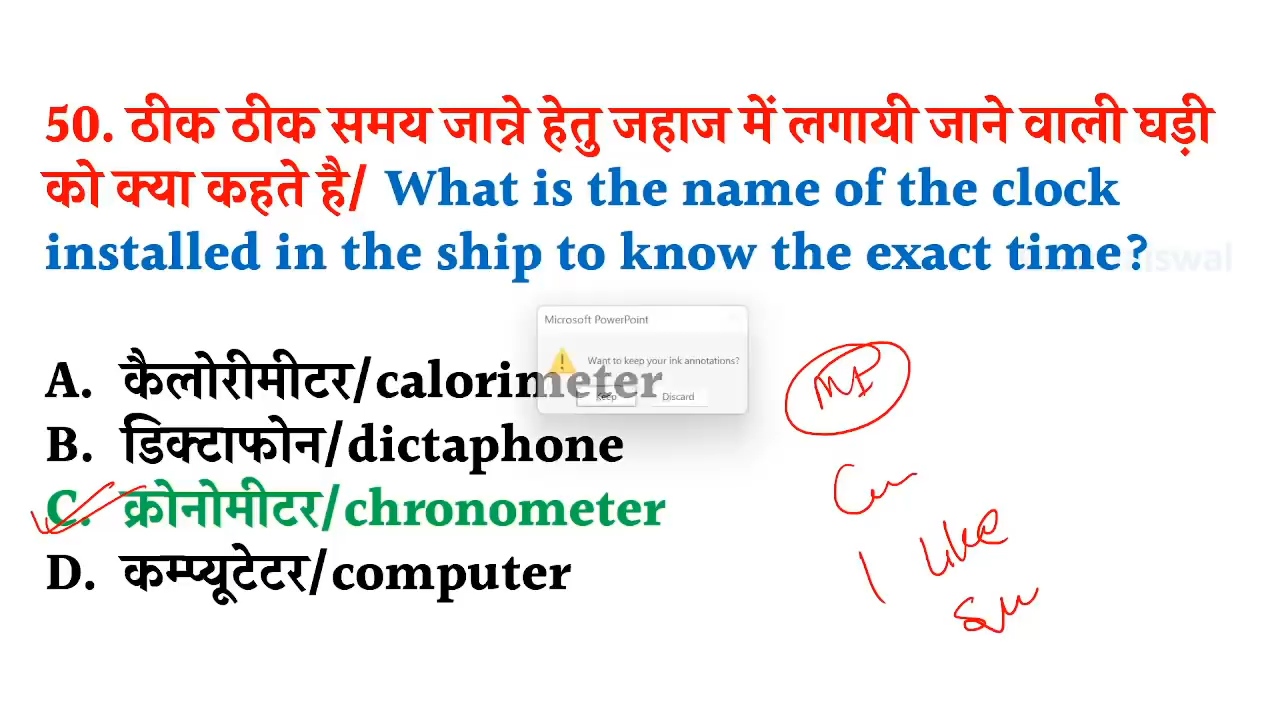 50. ठीक ठीक समय जान्ने हेतु जहाज में लगायी जाने वाली घड़ी
को क्या कहते है/ What is the name of the clock
installed in the ship to know the exact time?
iswal
Microsoft PowerPoint
Want to keep your ink annotations?
Keep Discard
A. कैलोरीमीटर/calorimeter
B. डिक्टाफोन/dictaphone
C. क्रोनोमीटर/chronometer
D. कम्प्यूटेटर/computer
I like